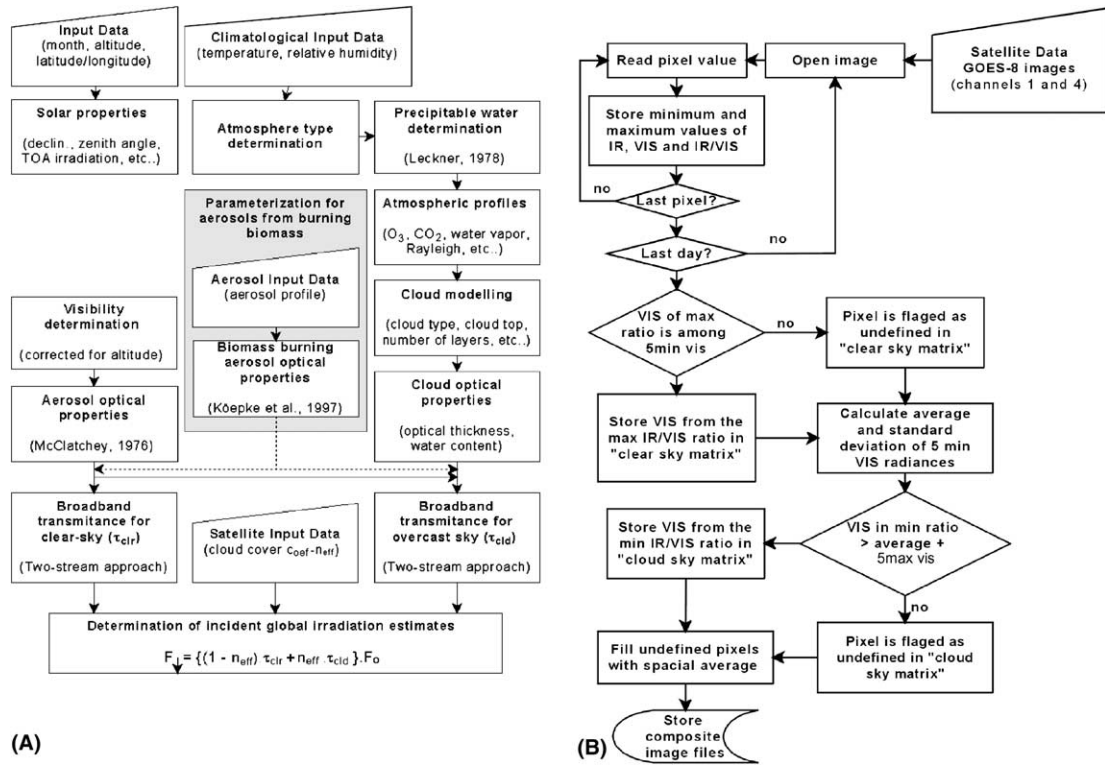 Input Data
(month, altitude,
latitude/longitude)
Solar properties
(declin., zenith angle,
TOA irradiation, etc..)
Climatological Input Data
(temperature, relative humidity)
Atmosphere type
determination
Precipitable water
determination
(Leckner, 1978)
Atmospheric profiles
(O3, CO2, water vapor,
Rayleigh, etc..)
Cloud modelling
(cloud type, cloud top,
number of layers, etc..)
Cloud optical
properties
(optical thickness,
water content)
Parameterization for
aerosols from burning
biomass
Aerosol Input Data
(aerosol profile)
Biomass burning
aerosol optical
properties
(Köepke et al., 1997)
Visibility
determination
(corrected for altitude)
Aerosol optical
properties
(McClatchey, 1976)
Broadband
transmitance for
clear-sky (τclr)
(Two-stream approach)
Satellite Input Data
(cloud cover coef-neff)
Broadband
transmitance for
overcast sky (τcld)
(Two-stream approach)
Determination of incident global irradiation estimates
F↓ = {(1 - neff) τclr + neff . τcld }.Fo
(A)
Satellite Data
GOES-8 images
(channels 1 and 4)
Open image
Read pixel value
Store minimum and
maximum values of
IR, VIS and IR/VIS
no
Last pixel?
Last day?
no
VIS of max
ratio is among
5min vis
no
Pixel is flaged as
undefined in
"clear sky matrix"
Store VIS from
the max IR/VIS ratio in
"clear sky matrix"
Calculate average
and standard
deviation of 5 min
VIS radiances
VIS in min ratio
> average +
5max vis
Store VIS from the
min IR/VIS ratio in
"cloud sky matrix"
no
Pixel is flaged as
undefined in "cloud
sky matrix"
Fill undefined pixels
with spacial average
Store
composite
image files
(B)